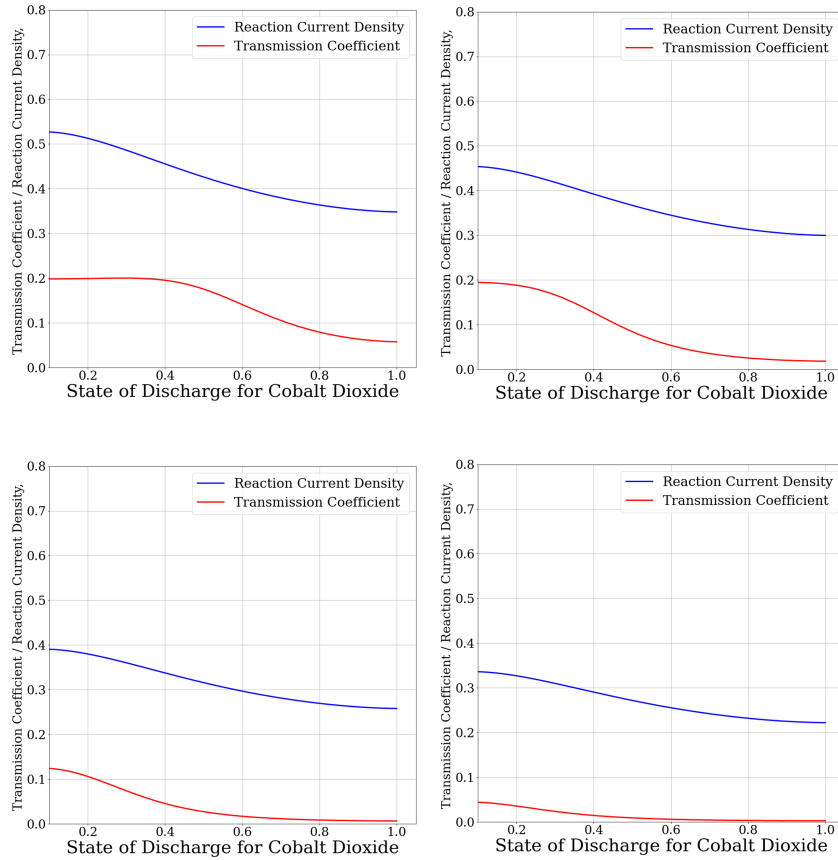 Transmission Coefficient / Reaction Current Density,
0.8
0.7
0.6
0.5
0.4
0.3
0.2
0.1
0.0
Reaction Current Density
Transmission Coefficient
0.2 0.4 0.6 0.8 1.0
State of Discharge for Cobalt Dioxide
Transmission Coefficient / Reaction Current Density,
0.8
0.7
0.6
0.5
0.4
0.3
0.2
0.1
0.0
Reaction Current Density
Transmission Coefficient
0.2 0.4 0.6 0.8 1.0
State of Discharge for Cobalt Dioxide
Transmission Coefficient / Reaction Current Density,
0.8
0.7
0.6
0.5
0.4
0.3
0.2
0.1
0.0
Reaction Current Density
Transmission Coefficient
0.2 0.4 0.6 0.8 1.0
State of Discharge for Cobalt Dioxide
Transmission Coefficient / Reaction Current Density,
0.8
0.7
0.6
0.5
0.4
0.3
0.2
0.1
0.0
Reaction Current Density
Transmission Coefficient
0.2 0.4 0.6 0.8 1.0
State of Discharge for Cobalt Dioxide